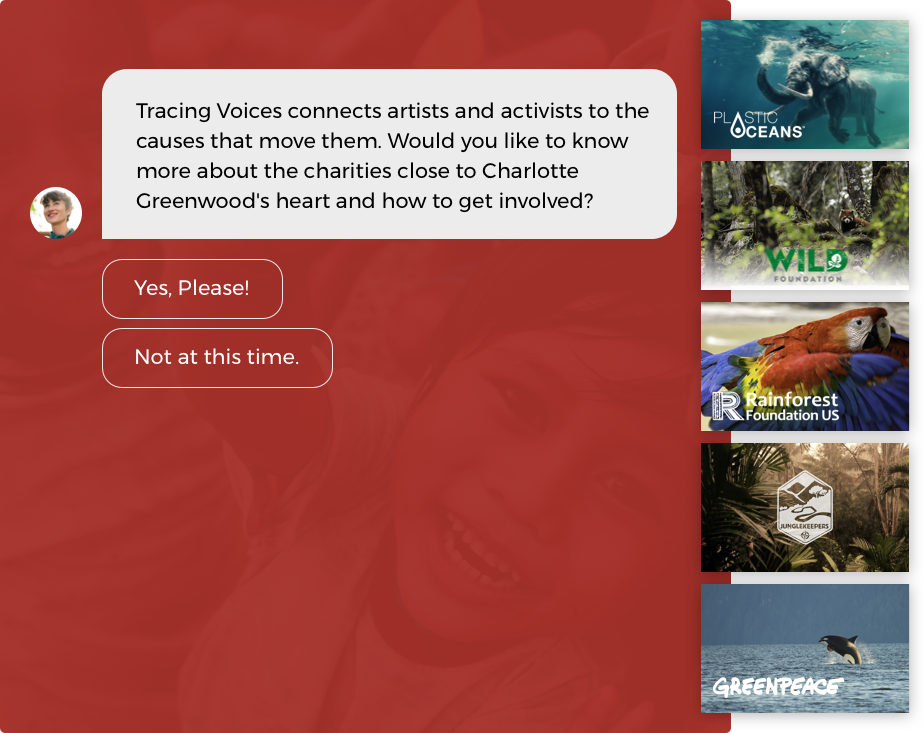 Tracing Voices connects artists and activists to the
causes that move them. Would you like to know
more about the charities close to Charlotte
Greenwood's heart and how to get involved?
Yes, Please!
Not at this time.
PLASTIC
OCEANS
WILD
FOUNDATION
Rainforest
Foundation US
JUNGLEKEEPERS
GREENPEACE